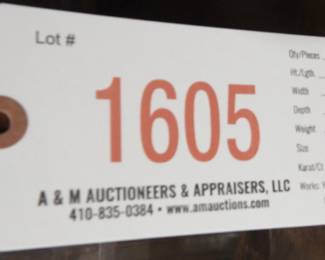 Lot #
1605
A & M AUCTIONEERS & APPRAISERS, LLC
410-835-0384 • www.amauctions.com
Qty/Pieces
Ht./Lgth.
Width
Depth
Weight
Size
Karat/Ct
Works: